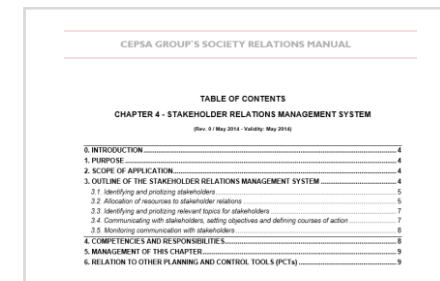 CEPSA GROUP'S SOCIETY RELATIONS MANUAL
TABLE OF CONTENTS
CHAPTER 4 - STAKEHOLDER RELATIONS MANAGEMENT SYSTEM
(Rev. 0 / May 2014 - Validity: May 2014)
0. INTRODUCTION 4
1. PURPOSE 4
2. SCOPE OF APPLICATION 4
3. OUTLINE OF THE STAKEHOLDER RELATIONS MANAGEMENT SYSTEM 4
3.1. Identifying and priotizing stakeholders 5
3.2. Allocation of resources to stakeholder relations 5
3.3. Identifying and priotizing relevant topics for stakeholders 7
3.4. Communicating with stakeholders, setting objectives and defining courses of action 7
3.5. Monitoring communication with stakeholders 8
4. COMPETENCIES AND RESPONSIBILITIES 8
5. MANAGEMENT OF THIS CHAPTER 9
6. RELATION TO OTHER PLANNING AND CONTROL TOOLS (PCTs) 9